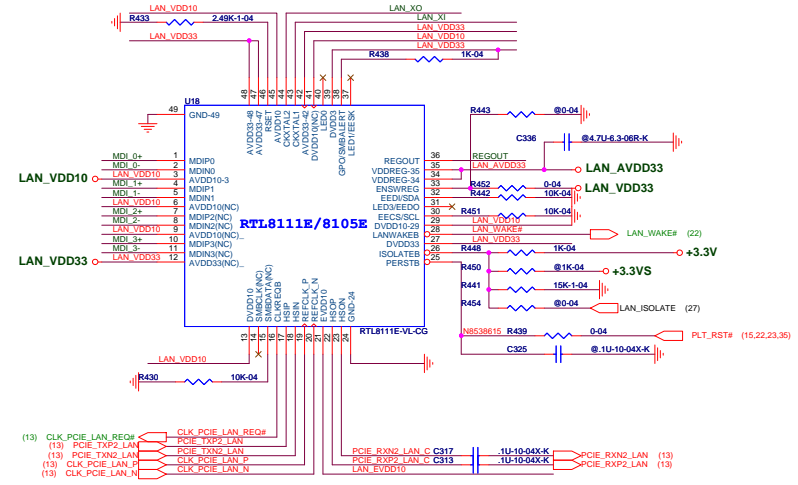 LAN_VDD10
LAN_XO
R433
2.49K-1-04
LAN_XI
LAN_VDD33
LAN_VDD33
LAN_VDD10
LAN_VDD33
R438
1K-04
48 47 46 45 44 43 42 41 40 39 38 37
U18
AVDD33-48
AVDD33-47
RSET
AVDD10
CKXTAL2
CKXTAL1
AVDD33-42
DVDD10(NC)
LED0
DVDD3
GPO/SMBALERT
LED1/EESK
49
GND-49
R443
@0-04
C336
@4.7U-6.3-06R-K
MDI_0+
1
MDIP0
MDI_0-
2
MDIN0
LAN_VDD10
LAN_VDD10
3
AVDD10-3
MDI_1+
4
MDIP1
MDI_1-
5
MDIN1
LAN_VDD10
6
AVDD10(NC)
MDI_2+
7
MDIP2(NC)
MDI_2-
8
MDIN2(NC)
LAN_VDD10
9
AVDD10(NC)_
MDI_3+
10
MDIP3(NC)
MDI_3-
11
MDIN3(NC)
LAN_VDD33
LAN_VDD33
12
AVDD33(NC)_
RTL8111E/8105E
REGOUT
36
REGOUT
VDDREG-35
35
LAN_AVDD33
LAN_AVDD33
VDDREG-34
34
ENSWREG
33
R452
0-04
LAN_VDD33
EEDI/SDA
32
R442
10K-04
LED3/EEDO
31
EECS/SCL
30
R451
10K-04
DVDD10-29
29
LAN_VDD10
LANWAKEB
28
LAN_WAKE#
LAN_WAKE# (22)
DVDD33
27
LAN_VDD33
ISOLATEB
26
R448
1K-04
+3.3V
PERSTB
25
R450
@1K-04
+3.3VS
R441
15K-1-04
R454
@0-04
LAN_ISOLATE (27)
DVDD10
SMBCLK(NC)
SMBDATA(NC)
CLKREQB
HSIP
HSIN
REFCLK_P
REFCLK_N
EVDD10
HSOP
HSON
GND-24
RTL8111E-VL-CG
13 14 15 16 17 18 19 20 21 22 23 24
N8538615
R439
0-04
PLT_RST# (15,22,23,35)
C325
@.1U-10-04X-K
LAN_VDD10
R430
10K-04
(13) CLK_PCIE_LAN_REQ#
CLK_PCIE_LAN_REQ#
(13) PCIE_TXP2_LAN
PCIE_TXP2_LAN
(13) PCIE_TXN2_LAN
PCIE_TXN2_LAN
(13) CLK_PCIE_LAN_P
CLK_PCIE_LAN_P
(13) CLK_PCIE_LAN_N
CLK_PCIE_LAN_N
PCIE_RXN2_LAN_C
C317
.1U-10-04X-K
PCIE_RXN2_LAN (13)
PCIE_RXP2_LAN_C
C313
.1U-10-04X-K
PCIE_RXP2_LAN (13)
LAN_EVDD10